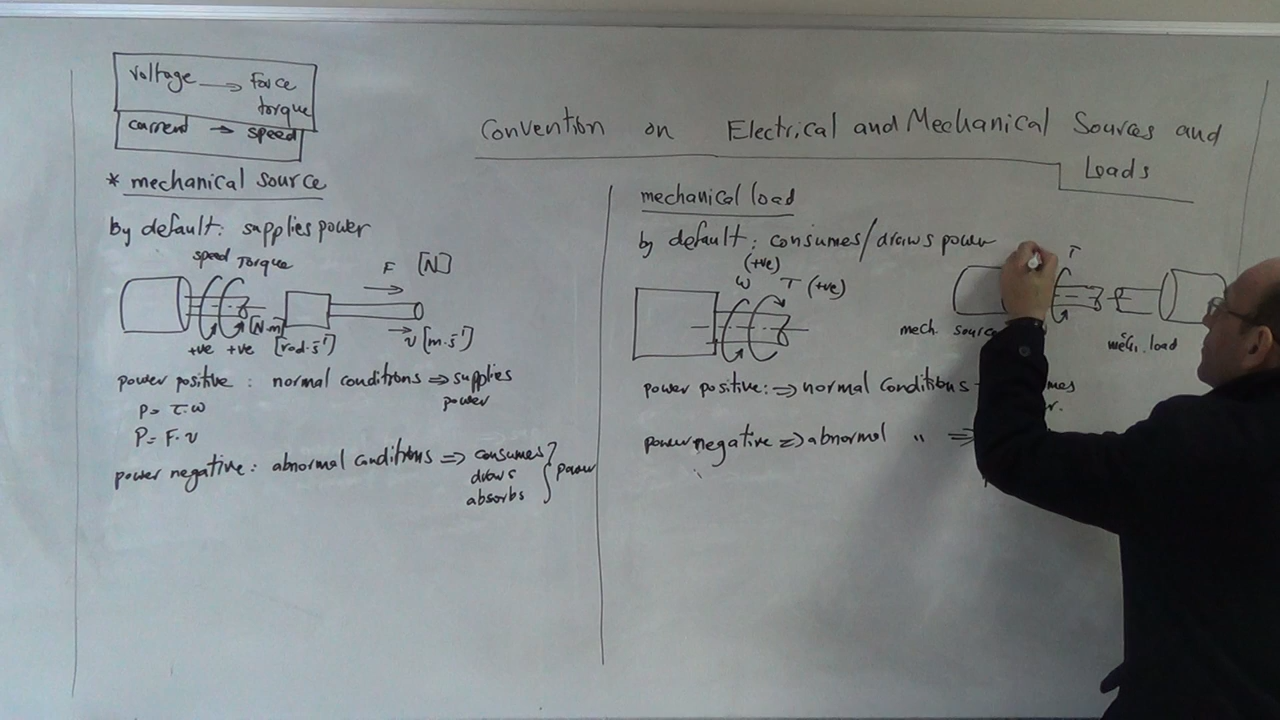 voltage → Force
torque
current → speed
Convention on Electrical and Mechanical Sources and
Loads
* mechanical source
by default: supplies power
speed Torque
F [N]
[N.m]
+ve +ve [rad.s⁻¹]
v [m.s⁻¹]
power positive: normal conditions ⇒ supplies
power
P = τ.ω
P = F.v
power negative: abnormal conditions ⇒ consumes
draws } power
absorbs
mechanical load
by default: consumes/draws power
(+ve)
ω T (+ve)
T
mech. source
mech. load
power positive: ⇒ normal conditions
power negative ⇒ abnormal " ⇒